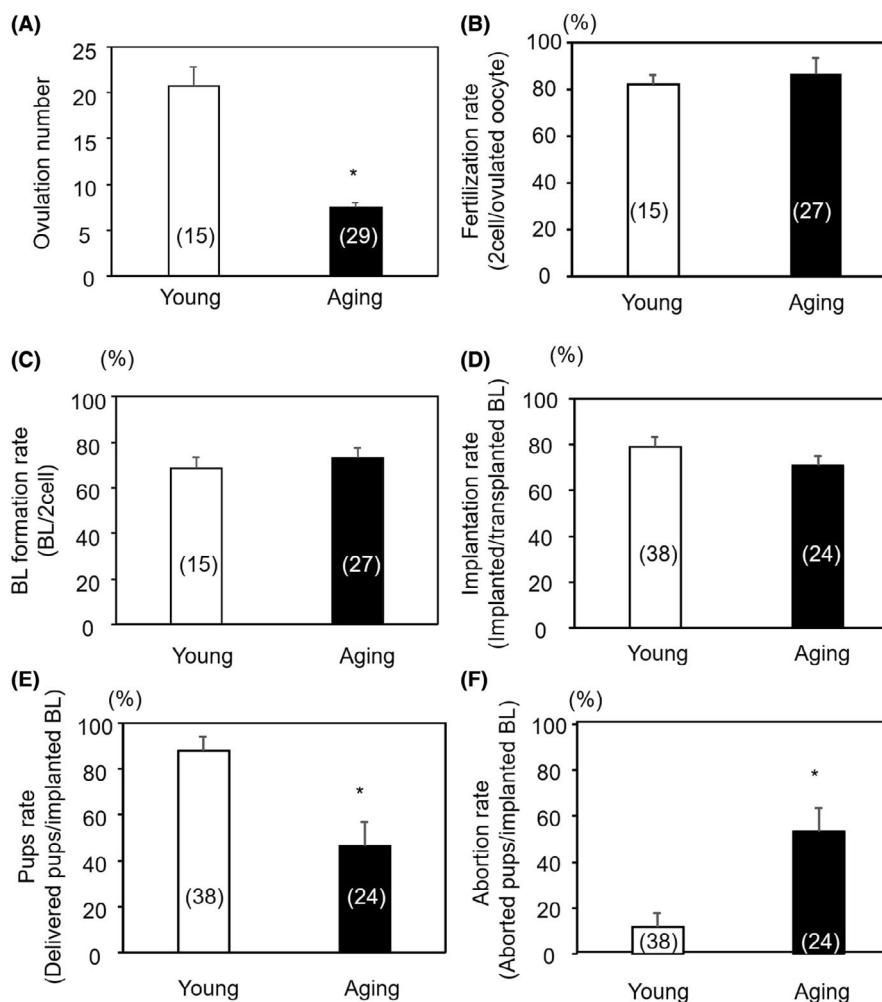 (A)
Ovulation number
25
20
15
10
5
0
*
(15)
(29)
Young
Aging
(B)
(%)
Fertilization rate
(2cell/ovulated oocyte)
100
80
60
40
20
0
(15)
(27)
Young
Aging
(C)
(%)
BL formation rate
(BL/2cell)
100
80
60
40
20
0
(15)
(27)
Young
Aging
(D)
(%)
Implantation rate
(Implanted/transplanted BL)
100
80
60
40
20
0
(38)
(24)
Young
Aging
(E)
(%)
Pups rate
(Delivered pups/implanted BL)
100
80
60
40
20
0
*
(38)
(24)
Young
Aging
(F)
(%)
Abortion rate
(Aborted pups/implanted BL)
100
80
60
40
20
0
*
(38)
(24)
Young
Aging